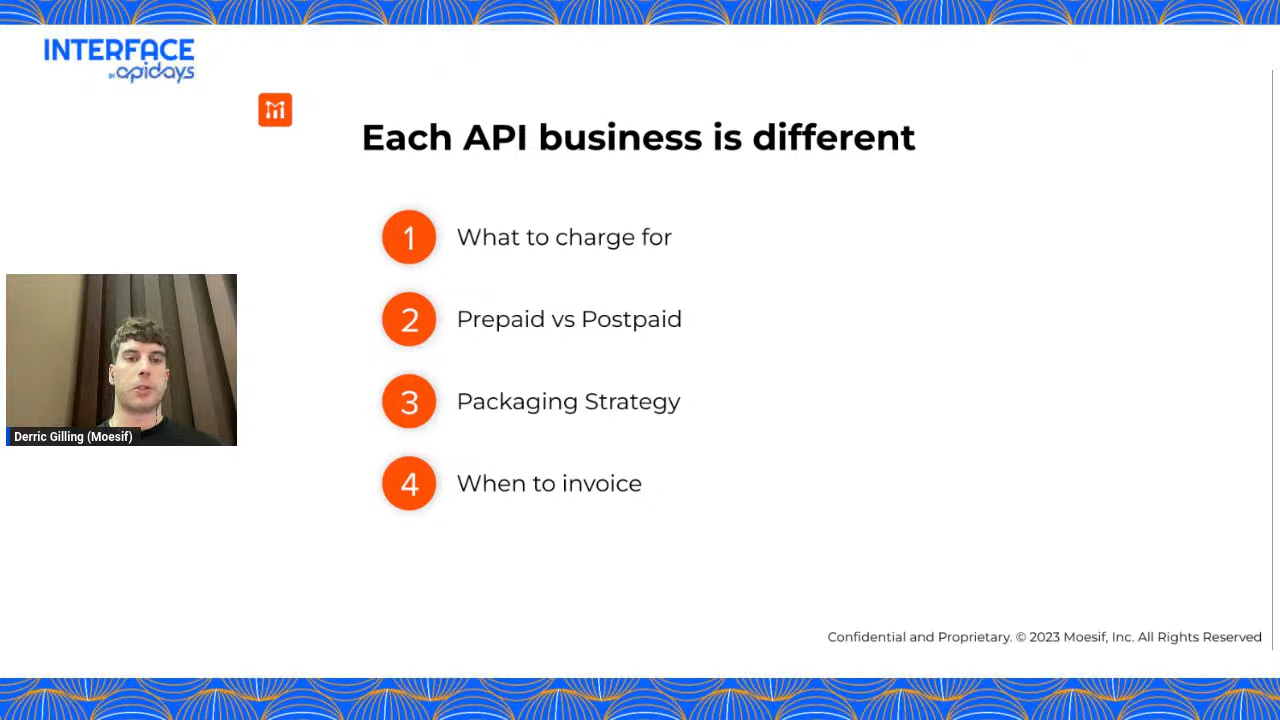 INTERFACE
BY apidays
Each API business is different
1 What to charge for
2 Prepaid vs Postpaid
3 Packaging Strategy
4 When to invoice
Derric Gilling (Moesif)
Confidential and Proprietary. © 2023 Moesif, Inc. All Rights Reserved